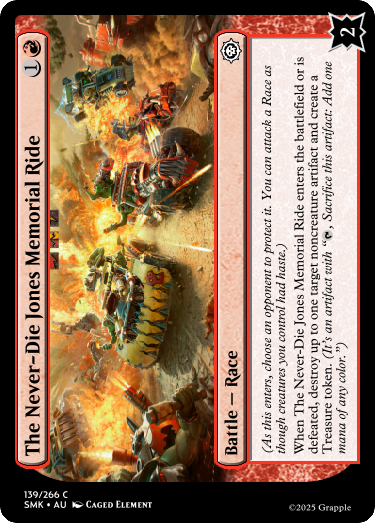 The Never-Die Jones Memorial Ride 1
Battle — Race
2
(As this enters, choose an opponent to protect it. You can attack a Race as
though creatures you control had haste.)
When The Never-Die Jones Memorial Ride enters the battlefield or is
defeated, destroy up to one target noncreature artifact and create a
Treasure token. (It's an artifact with “, Sacrifice this artifact: Add one
mana of any color.”)
139/266 C
SMK • AU Caged Element
©2025 Grapple